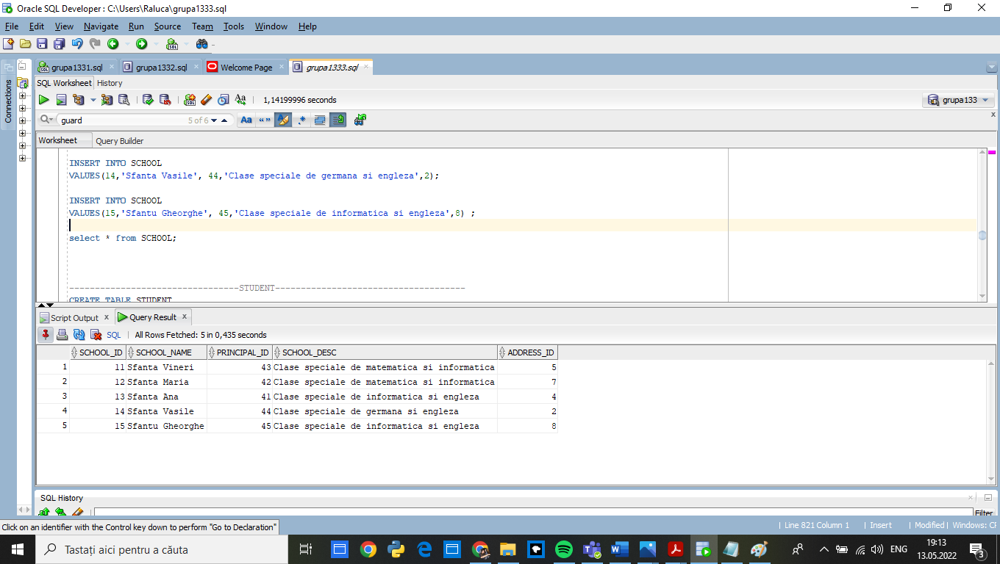 Oracle SQL Developer : C:\Users\Raluca\grupa1333.sql
File Edit View Navigate Run Source Team Tools Window Help
grupa1331.sql grupa1332.sql Welcome Page grupa1333.sql
Connections
SQL Worksheet History
1,14199996 seconds grupa133
guard 5 of 6 Aa “ ” .*
Worksheet Query Builder
INSERT INTO SCHOOL
VALUES(14,'Sfanta Vasile', 44,'Clase speciale de germana si engleza',2);
INSERT INTO SCHOOL
VALUES(15,'Sfantu Gheorghe', 45,'Clase speciale de informatica si engleza',8) ;
select * from SCHOOL;
---------------------------------STUDENT-------------------------------------
CREATE TABLE STUDENT
Script Output x Query Result x
SQL | All Rows Fetched: 5 in 0,435 seconds
SCHOOL_ID SCHOOL_NAME PRINCIPAL_ID SCHOOL_DESC ADDRESS_ID
1 11 Sfanta Vineri 43 Clase speciale de matematica si informatica 5
2 12 Sfanta Maria 42 Clase speciale de matematica si informatica 7
3 13 Sfanta Ana 41 Clase speciale de informatica si engleza 4
4 14 Sfanta Vasile 44 Clase speciale de germana si engleza 2
5 15 Sfantu Gheorghe 45 Clase speciale de informatica si engleza 8
SQL History
Filter
Click on an identifier with the Control key down to perform "Go to Declaration" | Line 821 Column 1 | Insert | Modified | Windows: CF
Tastați aici pentru a căuta ENG 19:13
13.05.2022 3